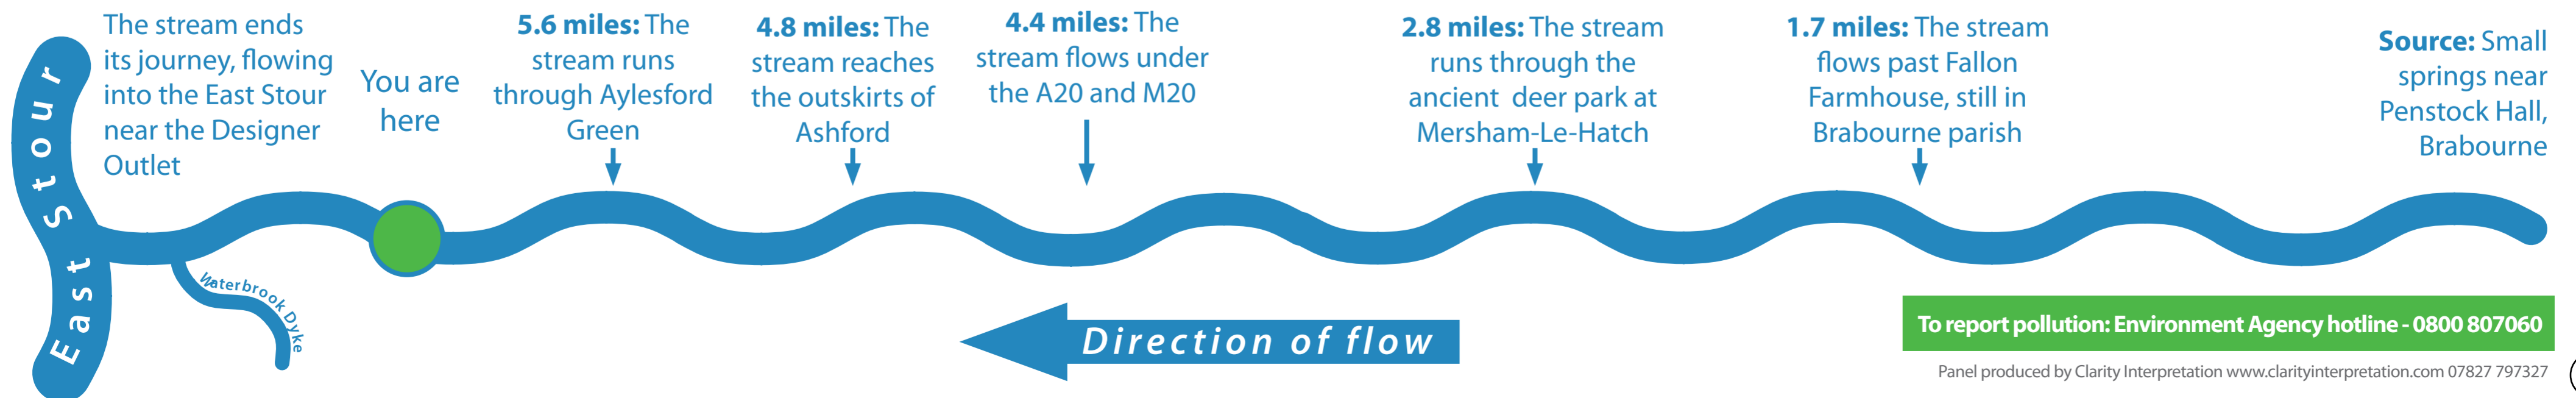 The stream ends
its journey, flowing
into the East Stour
near the Designer
Outlet
You are
here
5.6 miles: The
stream runs
through Aylesford
Green
4.8 miles: The
stream reaches
the outskirts of
Ashford
4.4 miles: The
stream flows under
the A20 and M20
2.8 miles: The stream
runs through the
ancient  deer park at
Mersham-Le-Hatch
1.7 miles: The stream
flows past Fallon
Farmhouse, still in
Brabourne parish
Source: Small
springs near
Penstock Hall,
Brabourne
East Stour
Waterbrook Dyke
Direction of flow
To report pollution: Environment Agency hotline - 0800 807060
Panel produced by Clarity Interpretation www.clarityinterpretation.com 07827 797327